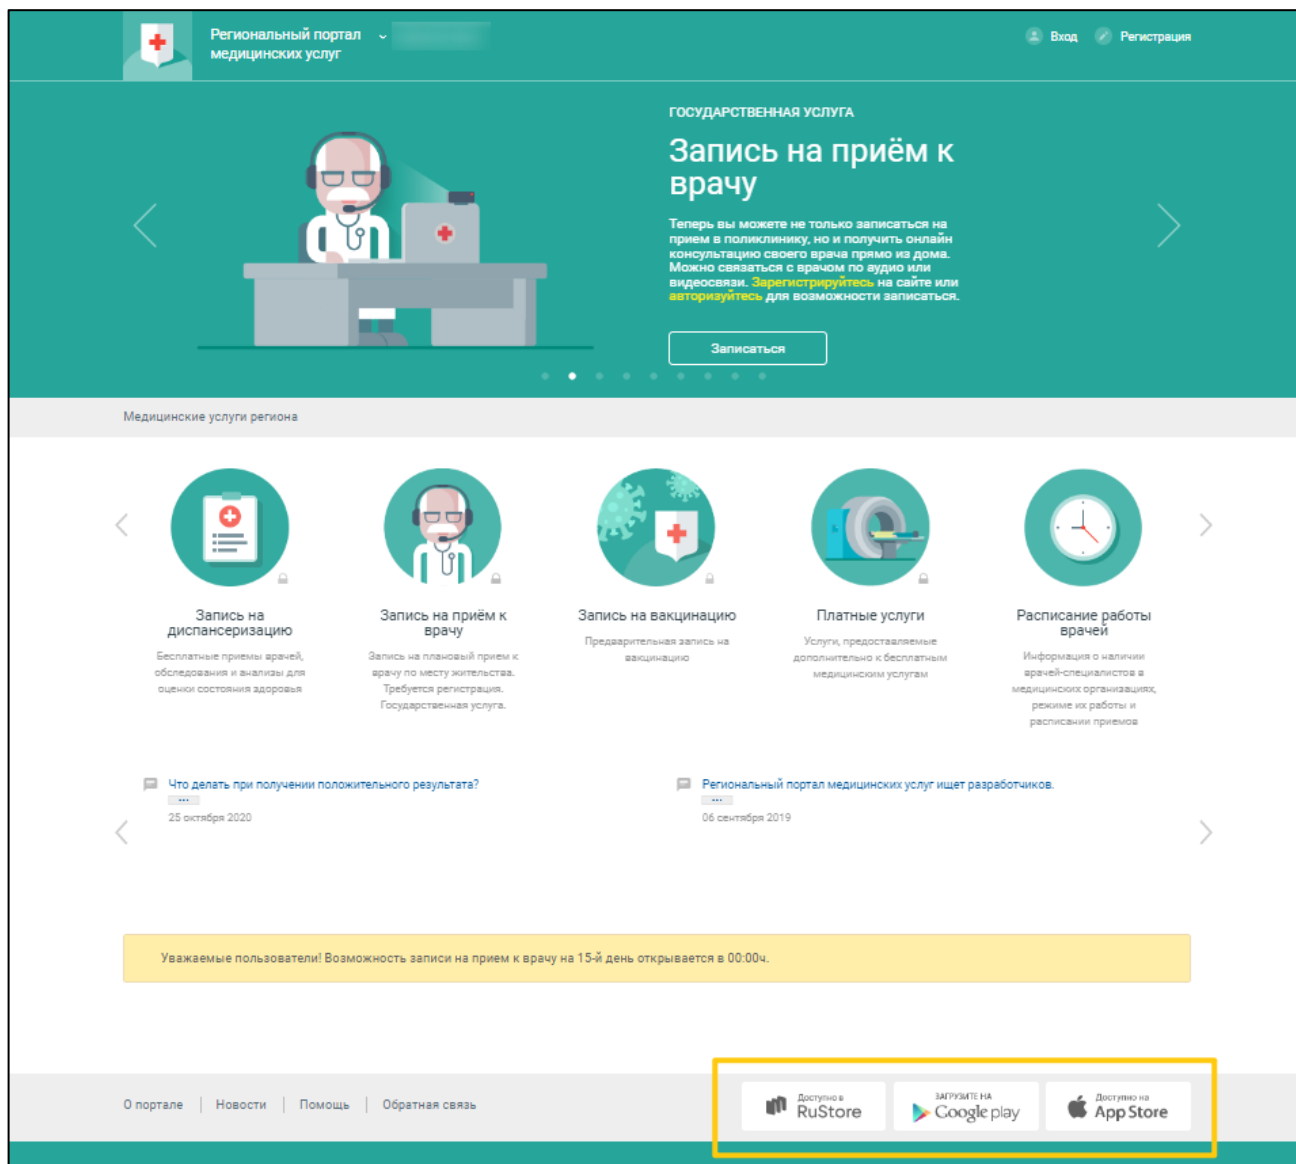 Региональный портал
медицинских услуг
Вход
Регистрация
ГОСУДАРСТВЕННАЯ УСЛУГА
Запись на приём к
врачу
Теперь вы можете не только записаться на
прием в поликлинику, но и получить онлайн
консультацию своего врача прямо из дома.
Можно связаться с врачом по аудио или
видеосвязи. Зарегистрируйтесь на сайте или
авторизуйтесь для возможности записаться.
Записаться
Медицинские услуги региона
Запись на
диспансеризацию
Бесплатные приемы врачей,
обследования и анализы для
оценки состояния здоровья
Запись на приём к
врачу
Запись на плановый прием к
врачу по месту жительства.
Требуется регистрация.
Государственная услуга.
Запись на вакцинацию
Предварительная запись на
вакцинацию
Платные услуги
Услуги, предоставляемые
дополнительно к бесплатным
медицинским услугам
Расписание работы
врачей
Информация о наличии
врачей-специалистов в
медицинских организациях,
режиме их работы и
расписании приемов
Что делать при получении положительного результата?
...
25 октября 2020
Региональный портал медицинских услуг ищет разработчиков.
...
06 сентября 2019
Уважаемые пользователи! Возможность записи на прием к врачу на 15-й день открывается в 00:00ч.
О портале
Новости
Помощь
Обратная связь
Доступно в
RuStore
ЗАГРУЗИТЕ НА
Google play
Доступно на
App Store